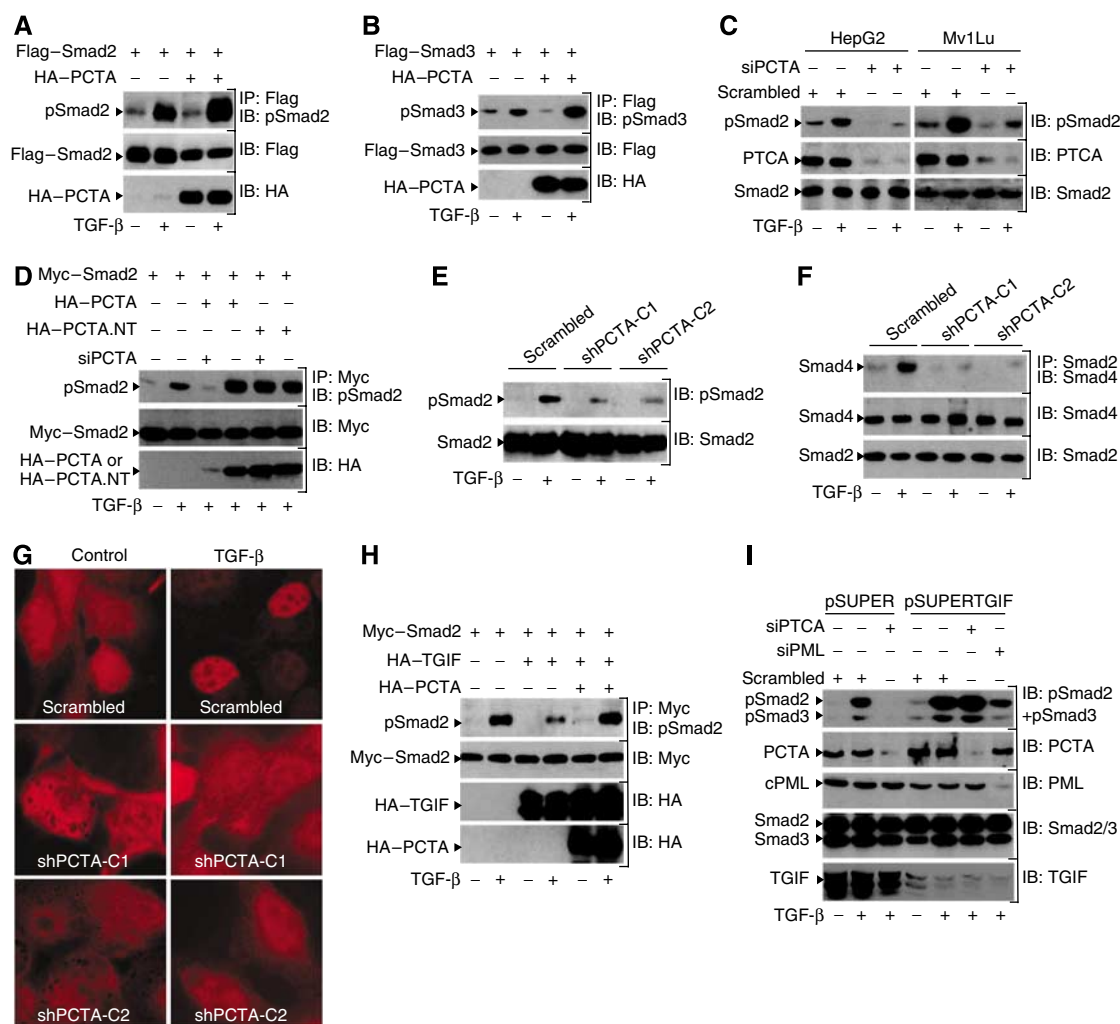 A
Flag–Smad2 + + + +
HA–PCTA – – + +
pSmad2 IP: Flag
IB: pSmad2
Flag–Smad2 IB: Flag
HA–PCTA IB: HA
TGF-β – + – +
B
Flag–Smad3 + + + +
HA–PCTA – – + +
pSmad3 IP: Flag
IB: pSmad3
Flag–Smad3 IB: Flag
HA–PCTA IB: HA
TGF-β – + – +
C
HepG2 Mv1Lu
siPCTA – – + + – – + +
Scrambled + + – – + + – –
pSmad2 IB: pSmad2
PTCA IB: PTCA
Smad2 IB: Smad2
TGF-β – + – + – + – +
D
Myc–Smad2 + + + + + +
HA–PCTA – – + + – –
HA–PCTA.NT – – – – + +
siPCTA – – + – + –
pSmad2 IP: Myc
IB: pSmad2
Myc–Smad2 IB: Myc
HA–PCTA or
HA–PCTA.NT IB: HA
TGF-β – + + + + +
E
Scrambled shPCTA-C1 shPCTA-C2
pSmad2 IB: pSmad2
Smad2 IB: Smad2
TGF-β – + – + – +
F
Scrambled shPCTA-C1 shPCTA-C2
Smad4 IP: Smad2
IB: Smad4
Smad4 IB: Smad4
Smad2 IB: Smad2
TGF-β – + – + – +
G
Control TGF-β
Scrambled Scrambled
shPCTA-C1 shPCTA-C1
shPCTA-C2 shPCTA-C2
H
Myc–Smad2 + + + + + +
HA–TGIF – – + + + +
HA–PCTA – – – – + +
pSmad2 IP: Myc
IB: pSmad2
Myc–Smad2 IB: Myc
HA–TGIF IB: HA
HA–PCTA IB: HA
TGF-β – + – + – +
I
pSUPER pSUPERTGIF
siPTCA – – + – – + –
siPML – – – – – – +
Scrambled + + – + + – –
pSmad2 IB: pSmad2
pSmad3 +pSmad3
PCTA IB: PCTA
cPML IB: PML
Smad2 IB: Smad2/3
Smad3
TGIF IB: TGIF
TGF-β – + + – + + +